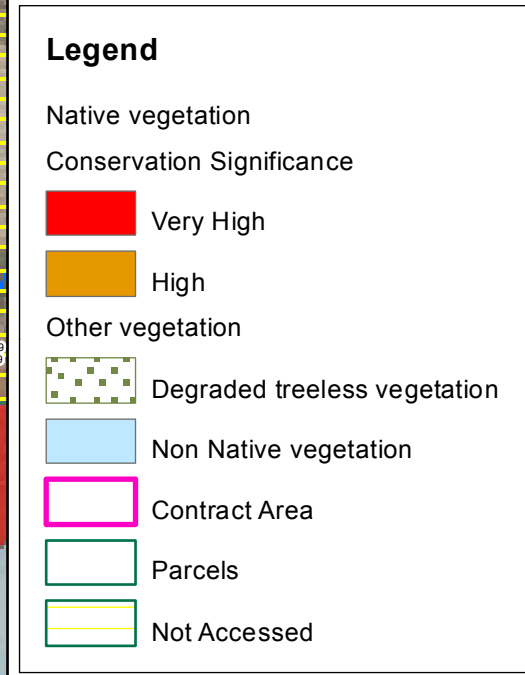 Legend
Native vegetation
Conservation Significance
Very High
High
Other vegetation
Degraded treeless vegetation
Non Native vegetation
Contract Area
Parcels
Not Accessed